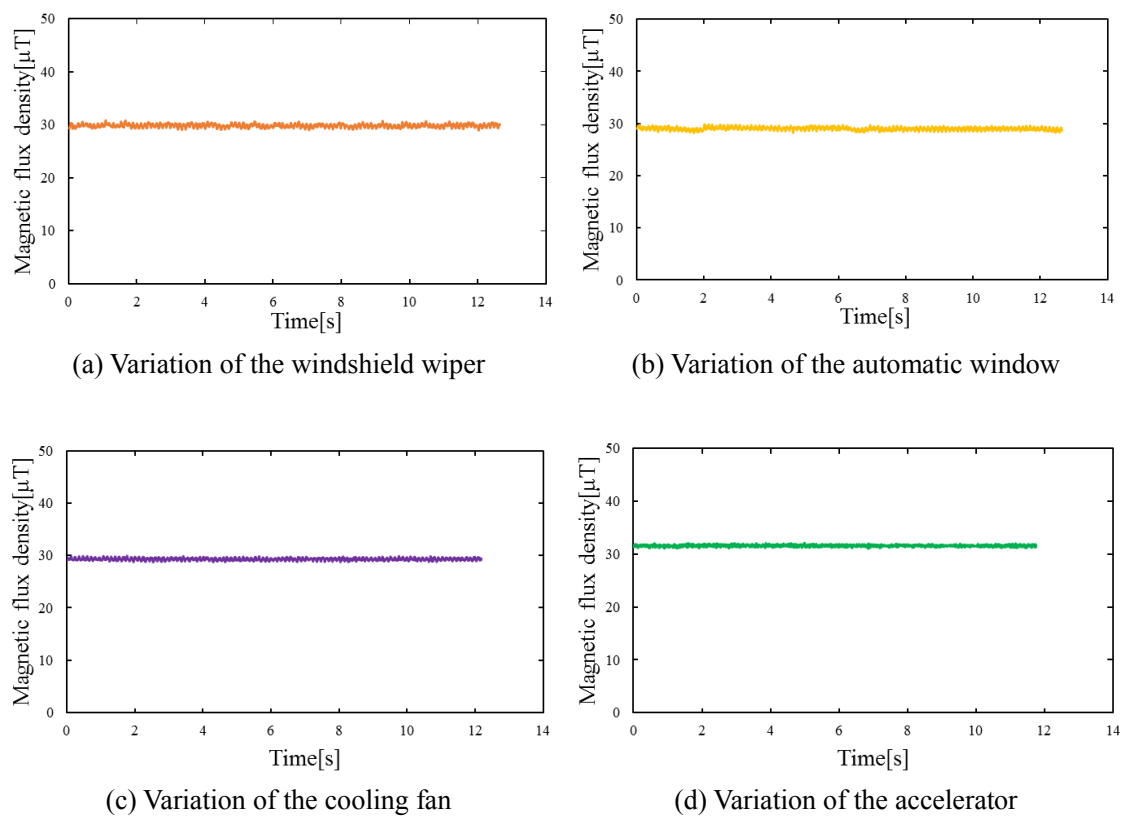 Magnetic flux density[μT]
50
40
30
20
10
0
0 2 4 6 8 10 12 14
Time[s]
(a) Variation of the windshield wiper
Magnetic flux density[μT]
50
40
30
20
10
0
0 2 4 6 8 10 12 14
Time[s]
(b) Variation of the automatic window
Magnetic flux density[μT]
50
40
30
20
10
0
0 2 4 6 8 10 12 14
Time[s]
(c) Variation of the cooling fan
Magnetic flux density[μT]
50
40
30
20
10
0
0 2 4 6 8 10 12 14
Time[s]
(d) Variation of the accelerator